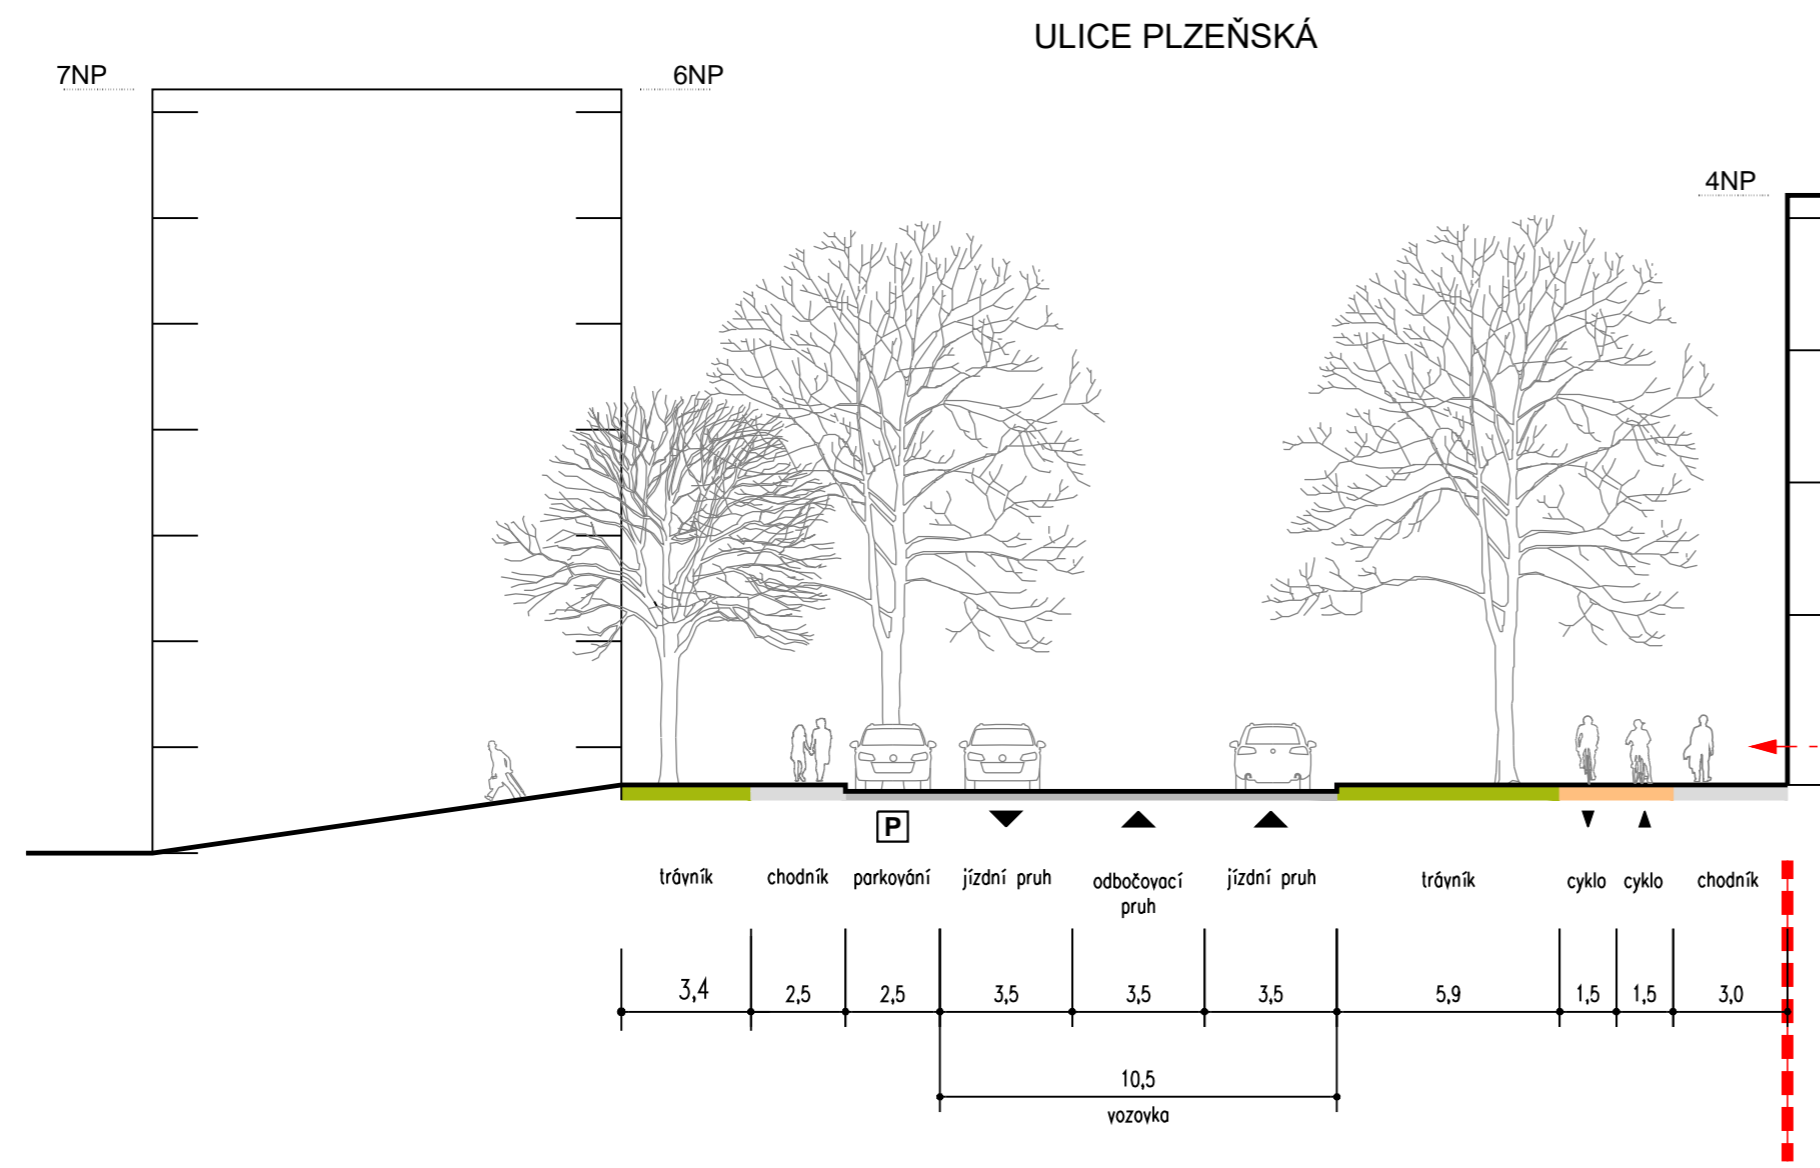 ULICE PLZEŇSKÁ
7NP
6NP
4NP
P
trávník
chodník
parkování
jízdní pruh
odbočovací
pruh
jízdní pruh
trávník
cyklo
cyklo
chodník
3,4
2,5
2,5
3,5
3,5
3,5
5,9
1,5
1,5
3,0
10,5
vozovka